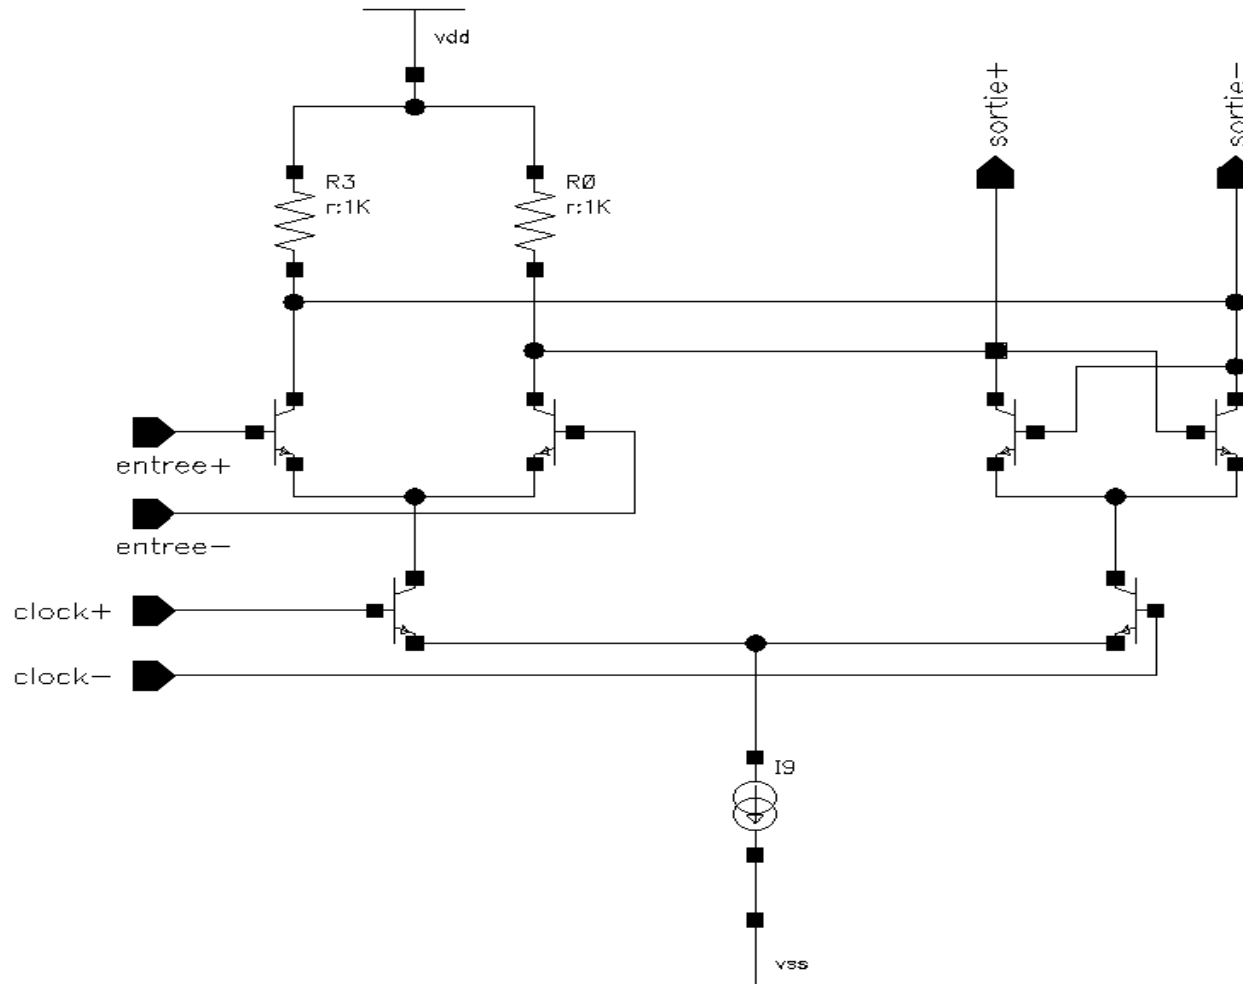 vdd
sortie+
sortie-
R3
r:1K
RØ
r:1K
entree+
entree-
clock+
clock-
I9
vss